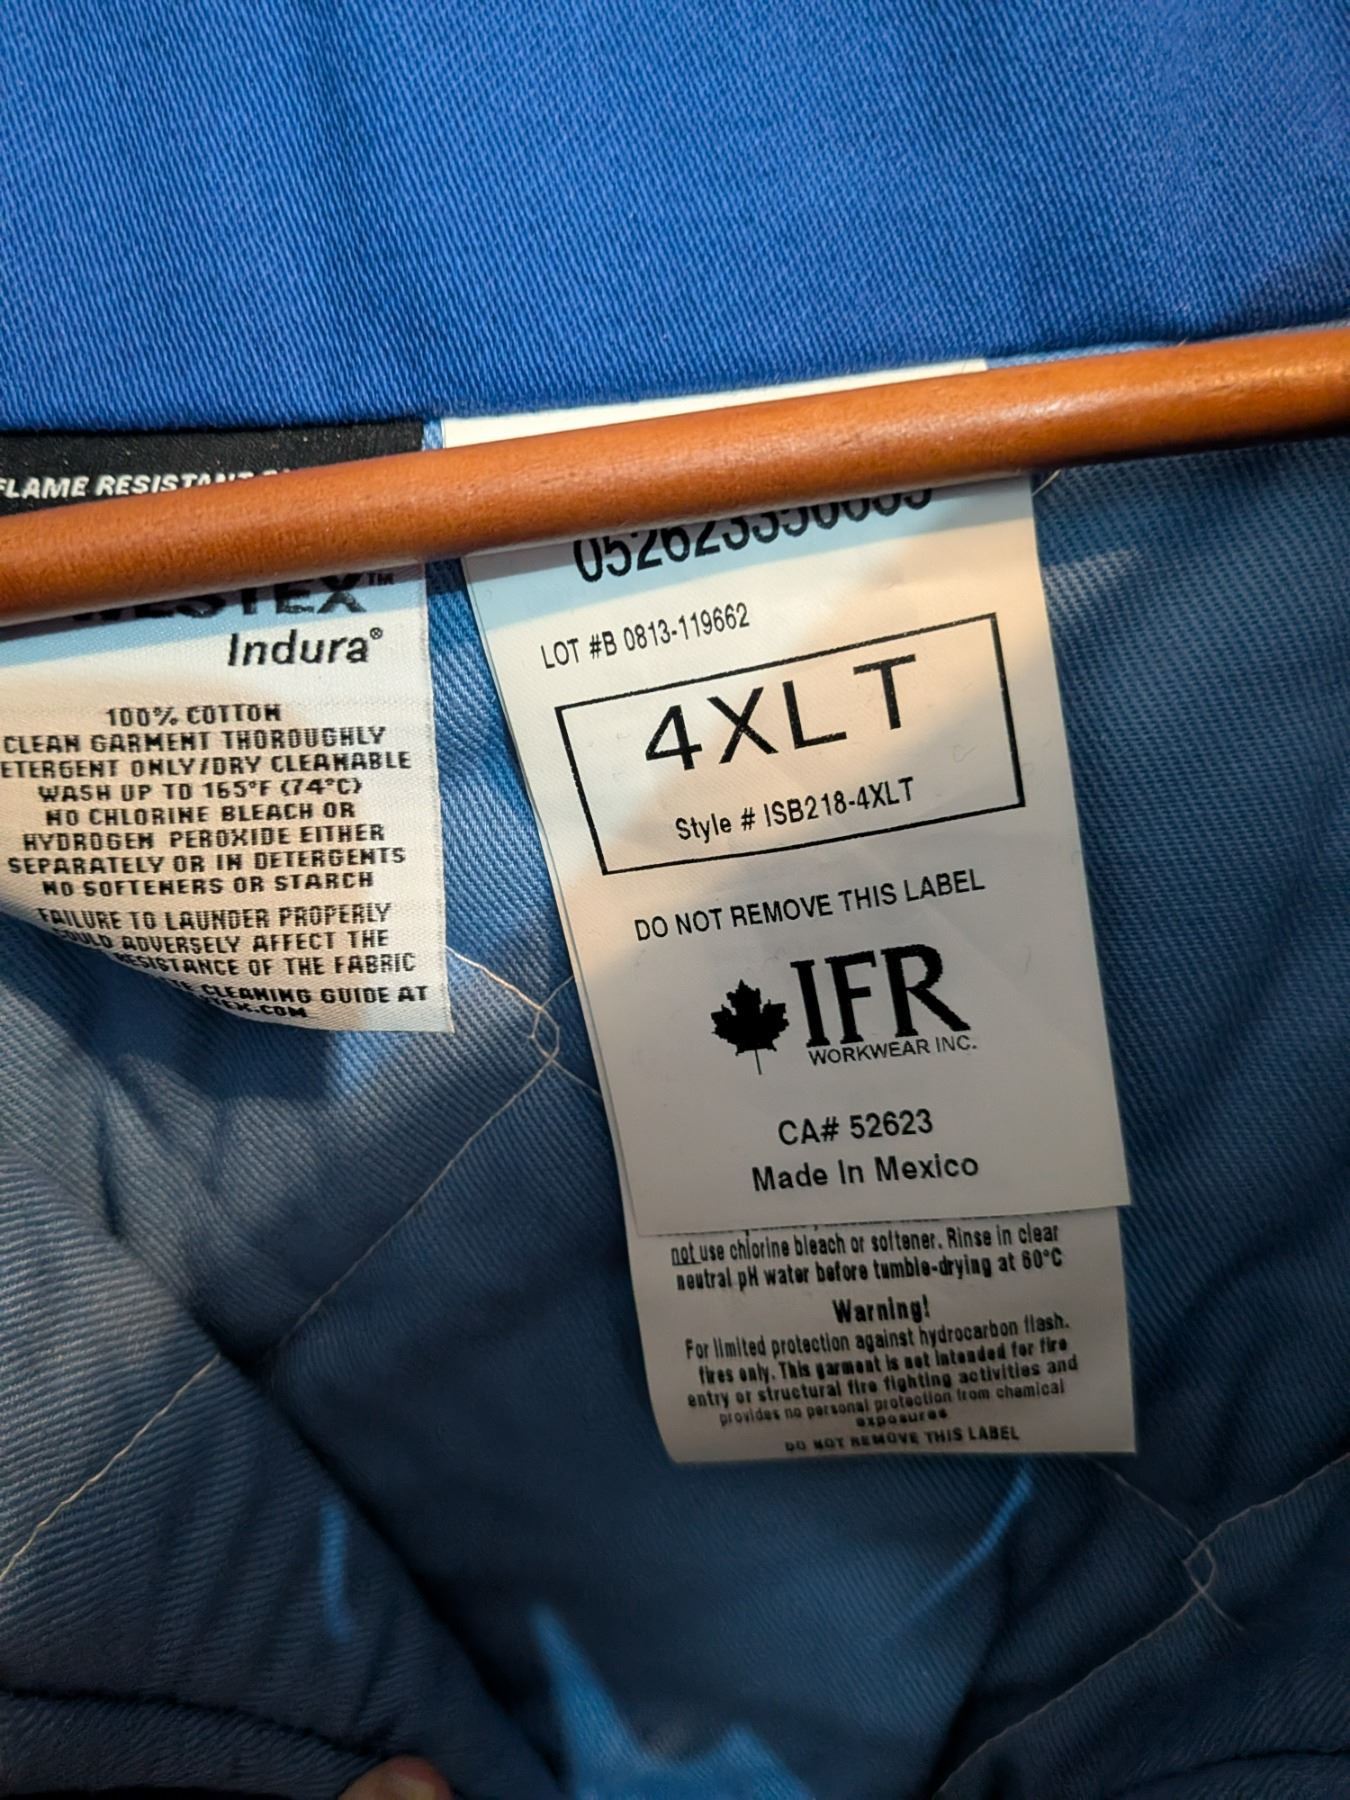 FLAME RESISTANT
WESTEX™
Indura®
100% COTTON
CLEAN GARMENT THOROUGHLY
ETERGENT ONLY/DRY CLEANABLE
WASH UP TO 165°F (74°C)
NO CHLORINE BLEACH OR
HYDROGEN PEROXIDE EITHER
SEPARATELY OR IN DETERGENTS
NO SOFTENERS OR STARCH
FAILURE TO LAUNDER PROPERLY
COULD ADVERSELY AFFECT THE
RESISTANCE OF THE FABRIC
CLEANING GUIDE AT
LOT #B 0813-119662
4XLT
Style # ISB218-4XLT
DO NOT REMOVE THIS LABEL
IFR
WORKWEAR INC.
CA# 52623
Made In Mexico
not use chlorine bleach or softener. Rinse in clear
neutral pH water before tumble-drying at 60°C
Warning!
For limited protection against hydrocarbon flash.
fires only. This garment is not intended for fire
entry or structural fire fighting activities and
provides no personal protection from chemical
exposures
DO NOT REMOVE THIS LABEL